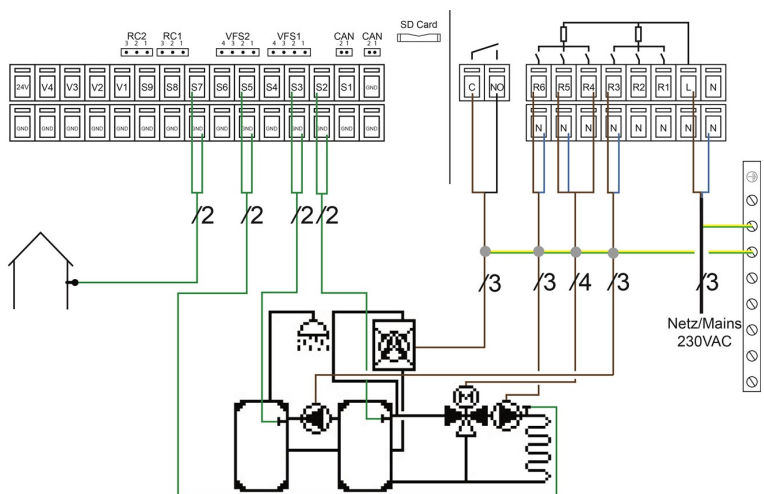 SD Card
RC2 RC1 VFS2 VFS1 CAN CAN
3 2 1 3 2 1 4 3 2 1 4 3 2 1 2 1 2 1
24V V4 V3 V2 V1 S9 S8 S7 S6 S5 S4 S3 S2 S1 GND
C NO
R6 R5 R4 R3 R2 R1 L N
GND GND GND GND GND GND GND GND GND GND GND GND GND GND GND
N N N N N N N N
2 2 2 2
3 3 4 3 3
Netz/Mains
230VAC
M